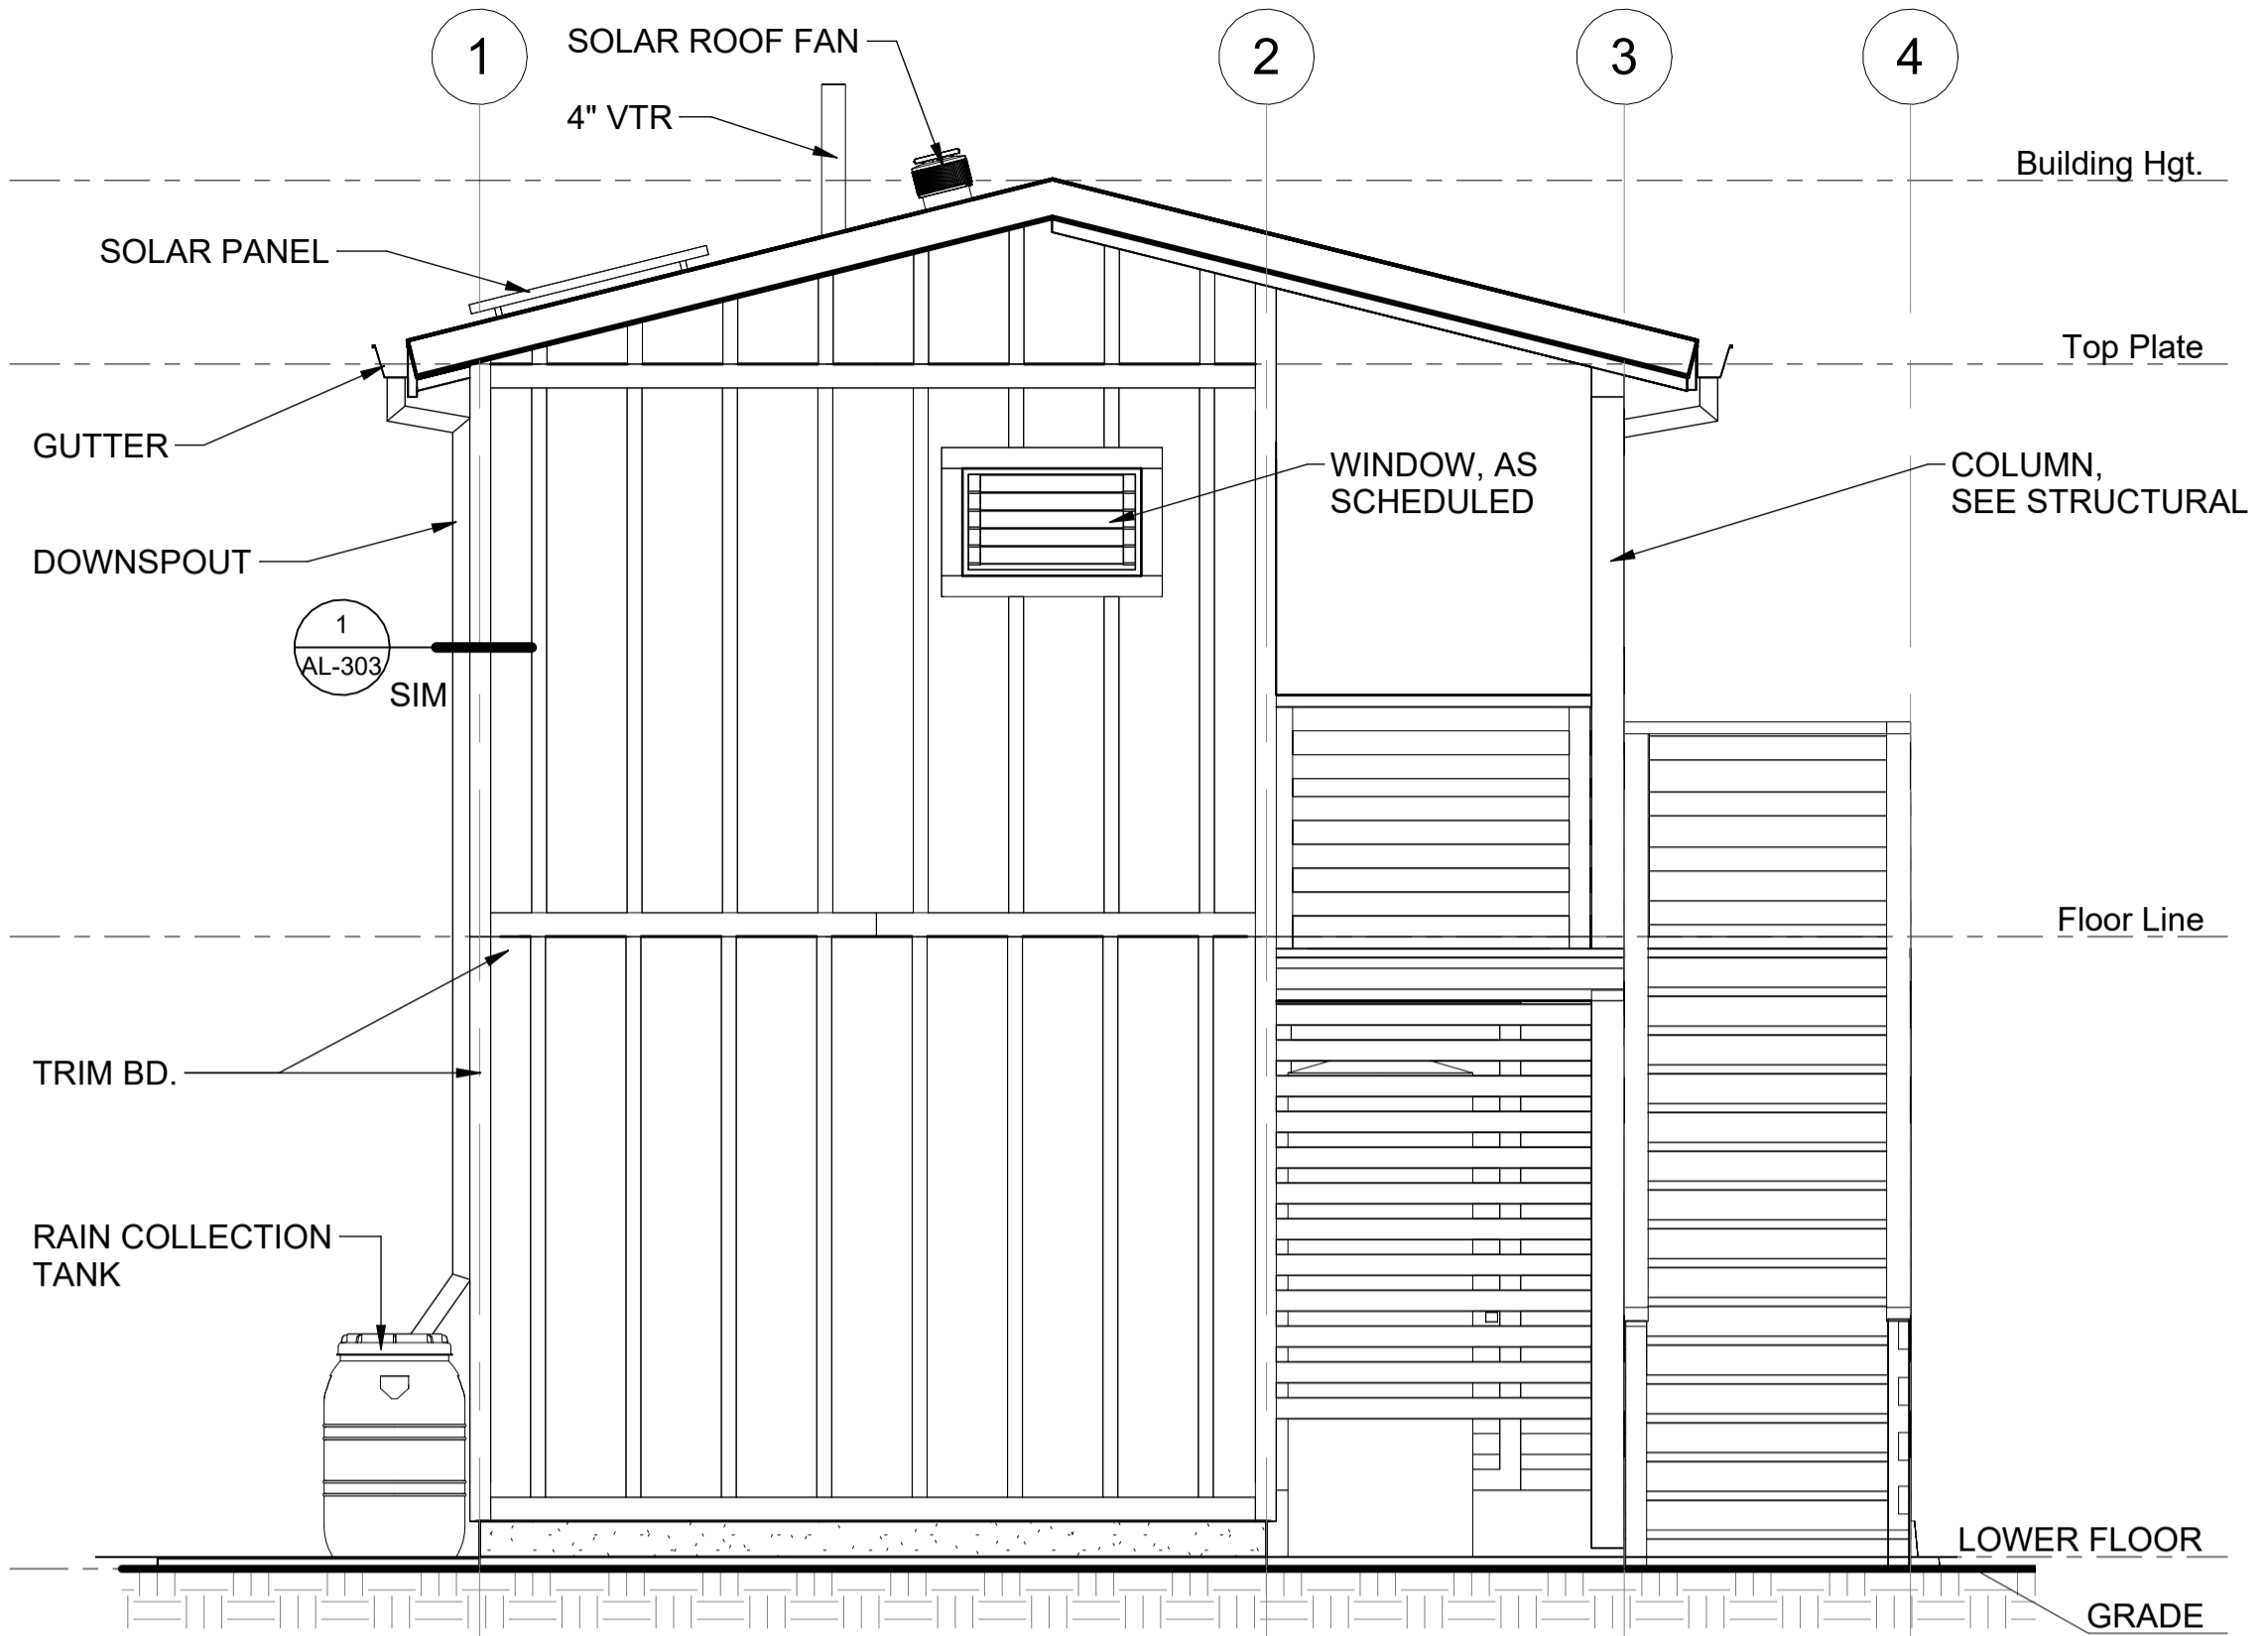 1
SOLAR ROOF FAN
2
3
4
4" VTR
Building Hgt.
SOLAR PANEL
Top Plate
GUTTER
WINDOW, AS
SCHEDULED
COLUMN,
SEE STRUCTURAL
DOWNSPOUT
1
AL-303
SIM
Floor Line
TRIM BD.
RAIN COLLECTION
TANK
LOWER FLOOR
GRADE